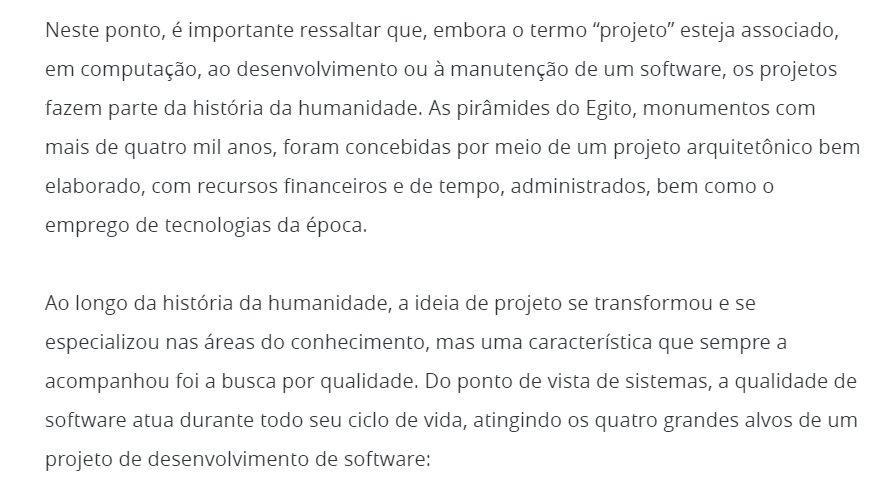 Neste ponto, é importante ressaltar que, embora o termo “projeto” esteja associado,
em computação, ao desenvolvimento ou à manutenção de um software, os projetos
fazem parte da história da humanidade. As pirâmides do Egito, monumentos com
mais de quatro mil anos, foram concebidas por meio de um projeto arquitetônico bem
elaborado, com recursos financeiros e de tempo, administrados, bem como o
emprego de tecnologias da época.
Ao longo da história da humanidade, a ideia de projeto se transformou e se
especializou nas áreas do conhecimento, mas uma característica que sempre a
acompanhou foi a busca por qualidade. Do ponto de vista de sistemas, a qualidade de
software atua durante todo seu ciclo de vida, atingindo os quatro grandes alvos de um
projeto de desenvolvimento de software: